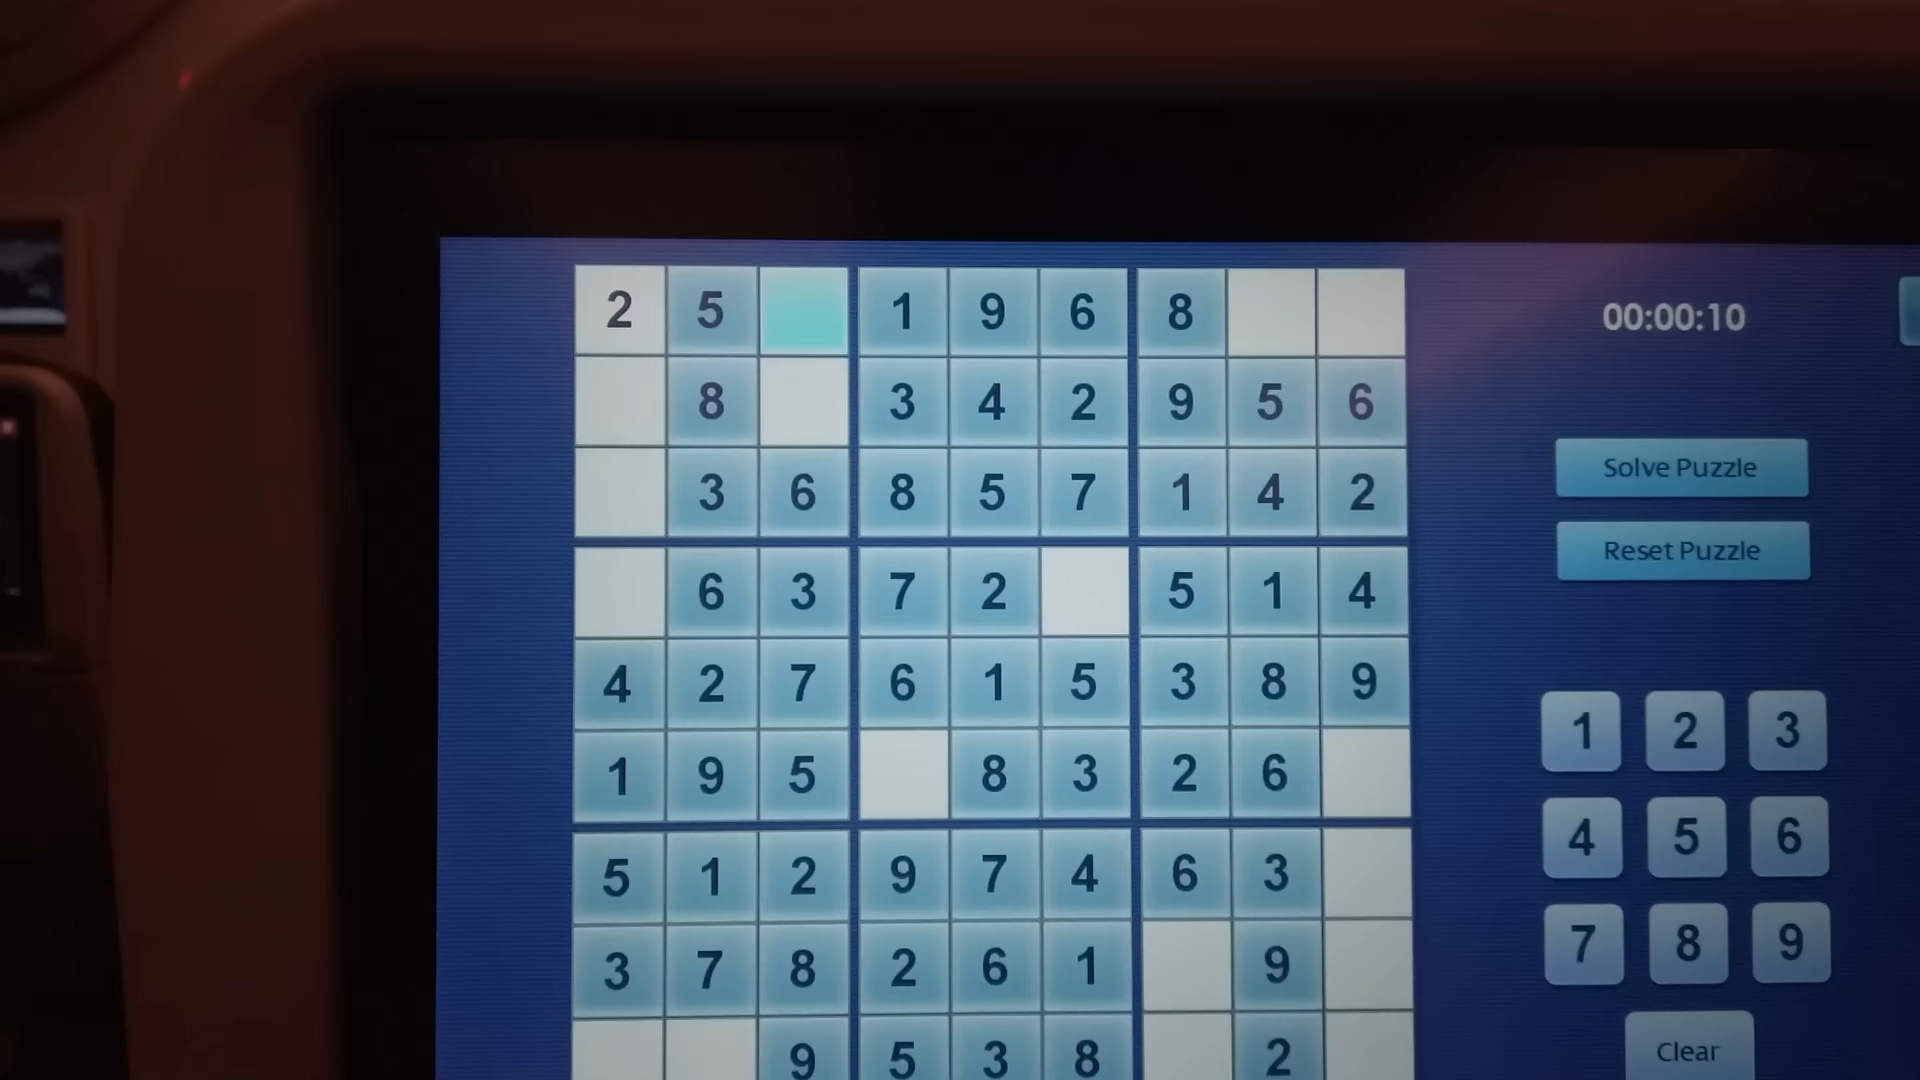 2 5 1 9 6 8
00:00:10
8 3 4 2 9 5 6
Solve Puzzle
3 6 8 5 7 1 4 2
Reset Puzzle
6 3 7 2 5 1 4
4 2 7 6 1 5 3 8 9
1 9 5 8 3 2 6
1 2 3
5 1 2 9 7 4 6 3
4 5 6
3 7 8 2 6 1 9
7 8 9
9 5 3 8 2
Clear